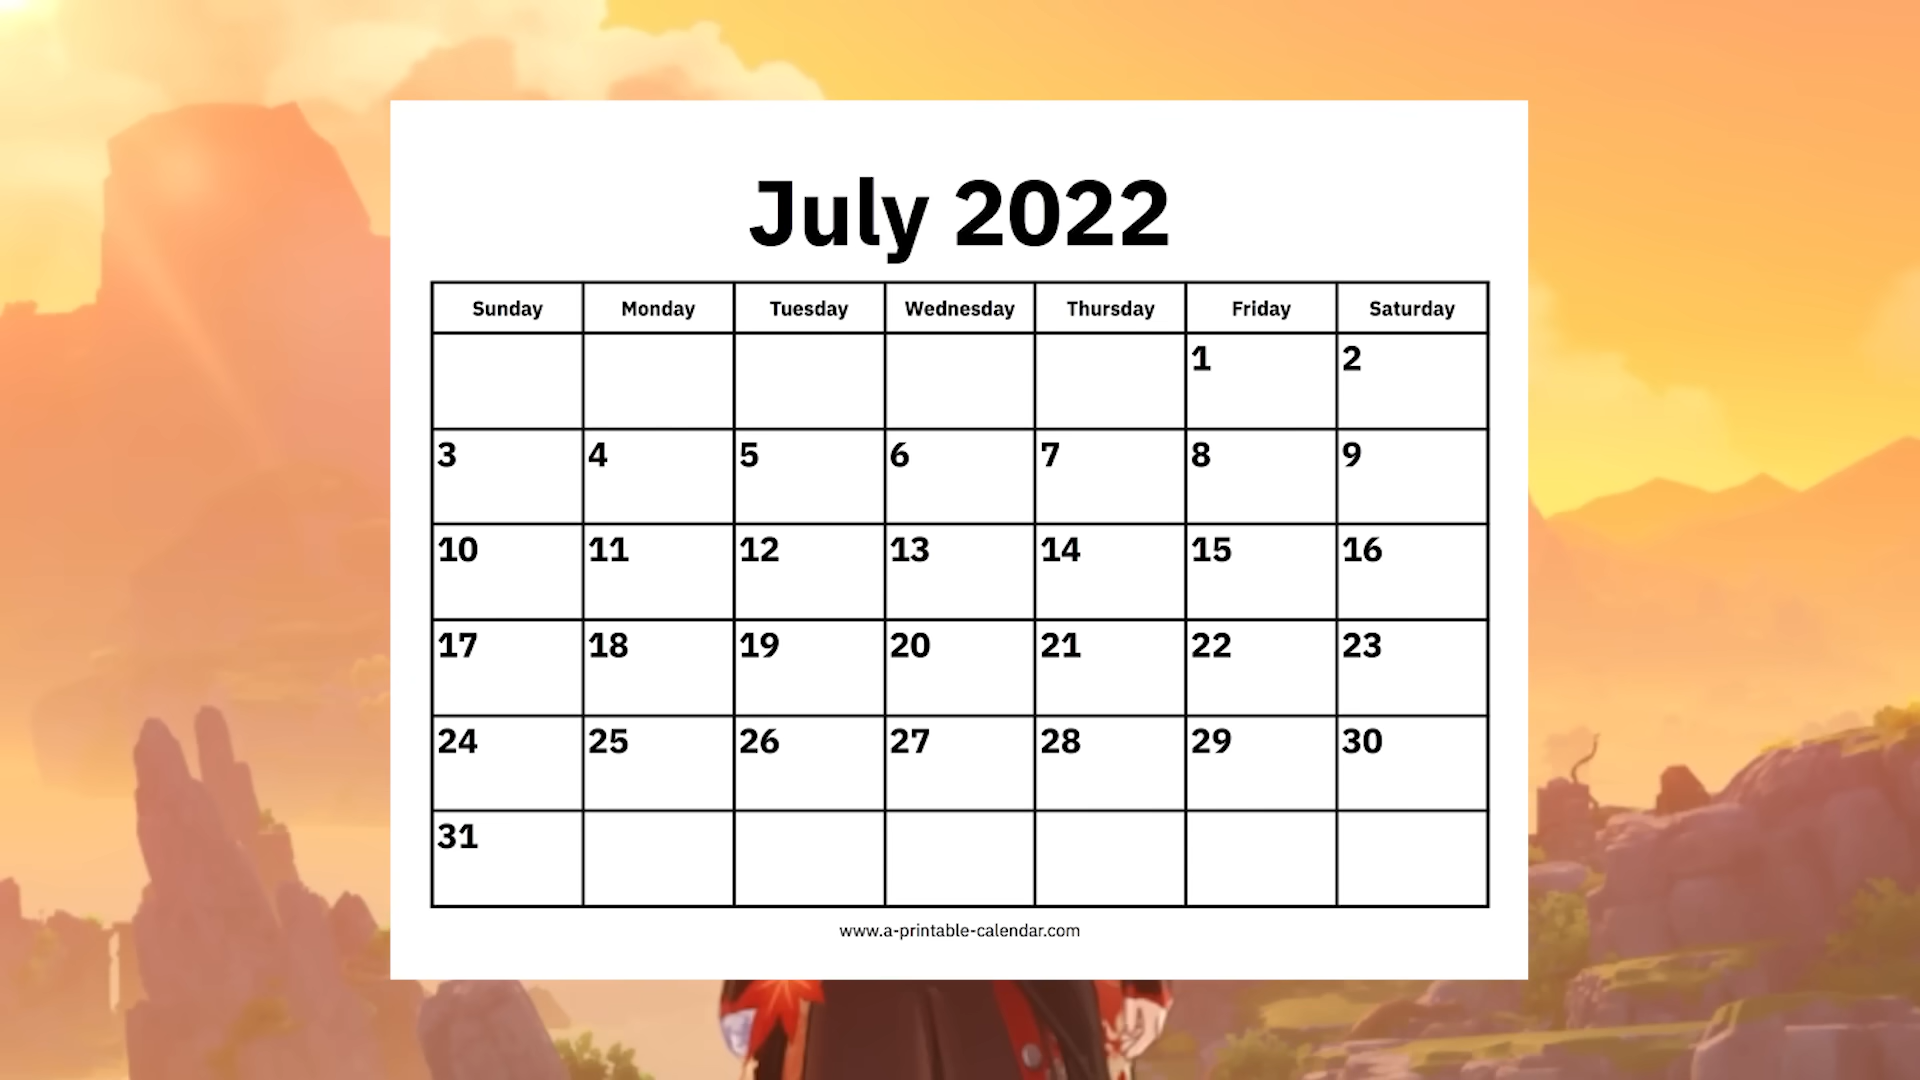 July 2022
Sunday Monday Tuesday Wednesday Thursday Friday Saturday
1 2
3 4 5 6 7 8 9
10 11 12 13 14 15 16
17 18 19 20 21 22 23
24 25 26 27 28 29 30
31
www.a-printable-calendar.com